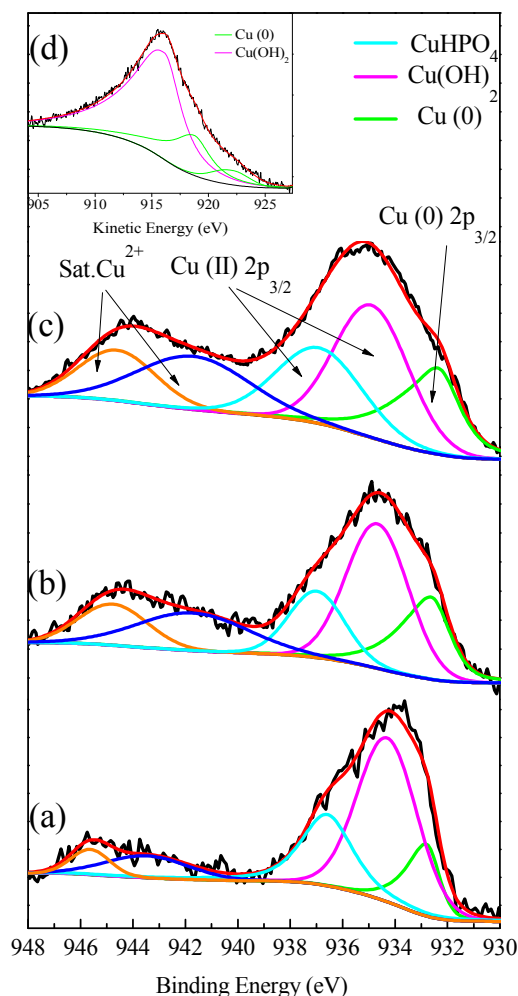 (d)
Cu (0)
Cu(OH)2
905 910 915 920 925
Kinetic Energy (eV)
CuHPO4
Cu(OH)2
Cu (0)
Cu (0) 2p3/2
Sat.Cu2+
Cu (II) 2p3/2
(c)
(b)
(a)
948 946 944 942 940 938 936 934 932 930
Binding Energy (eV)